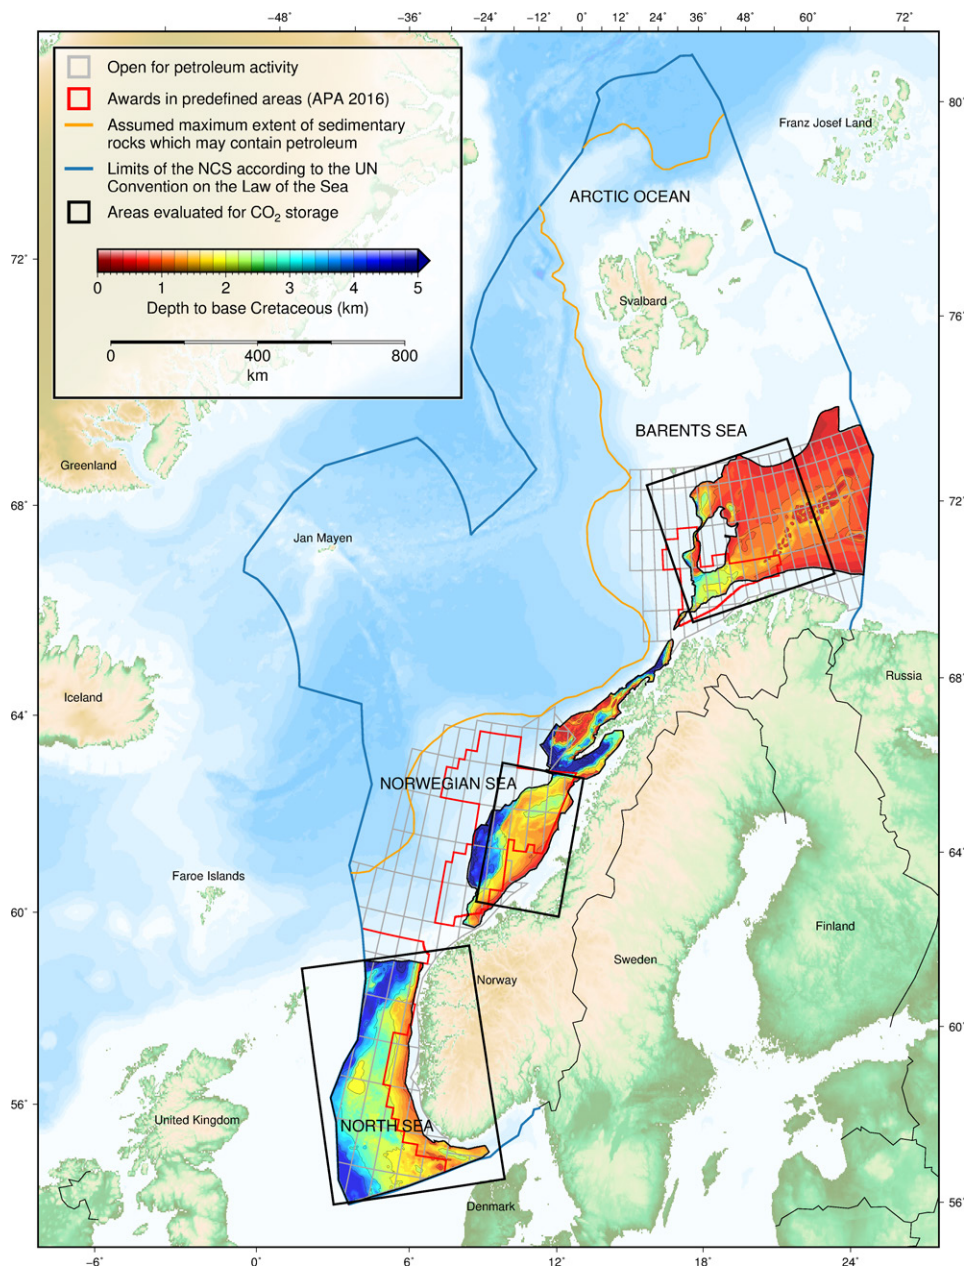 −48° −36° −24° −12° 0° 12° 24° 36° 48° 60° 72°
Open for petroleum activity
Awards in predefined areas (APA 2016)
Assumed maximum extent of sedimentary
rocks which may contain petroleum
Limits of the NCS according to the UN
Convention on the Law of the Sea
Areas evaluated for CO₂ storage
0 1 2 3 4 5
Depth to base Cretaceous (km)
0 400 800
km
80°
Franz Josef Land
ARCTIC OCEAN
72°
Svalbard
76°
BARENTS SEA
Greenland
68°
72°
Jan Mayen
Iceland
Russia
68°
64°
NORWEGIAN SEA
64°
Faroe Islands
60°
Finland
Sweden
Norway
60°
56°
United Kingdom
NORTH SEA
Denmark
56°
−6° 0° 6° 12° 18° 24°